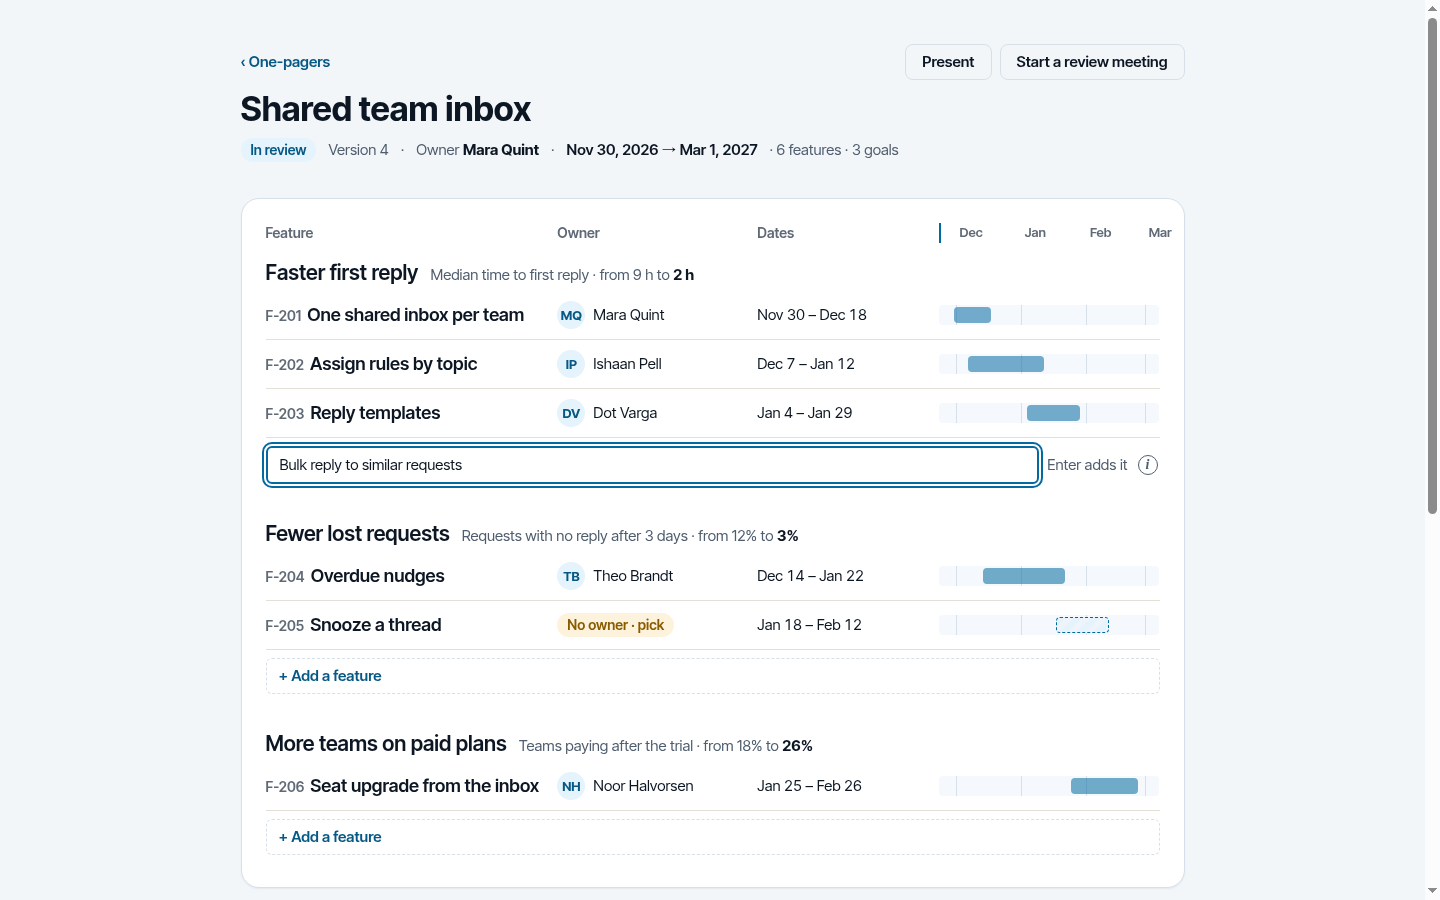 ‹ One-pagers
Present
Start a review meeting
Shared team inbox
In review Version 4 · Owner Mara Quint · Nov 30, 2026 → Mar 1, 2027 · 6 features · 3 goals
Feature Owner Dates Dec Jan Feb Mar
Faster first reply Median time to first reply · from 9 h to 2 h
F-201 One shared inbox per team MQ Mara Quint Nov 30 – Dec 18
F-202 Assign rules by topic IP Ishaan Pell Dec 7 – Jan 12
F-203 Reply templates DV Dot Varga Jan 4 – Jan 29
Bulk reply to similar requests Enter adds it i
Fewer lost requests Requests with no reply after 3 days · from 12% to 3%
F-204 Overdue nudges TB Theo Brandt Dec 14 – Jan 22
F-205 Snooze a thread No owner · pick Jan 18 – Feb 12
+ Add a feature
More teams on paid plans Teams paying after the trial · from 18% to 26%
F-206 Seat upgrade from the inbox NH Noor Halvorsen Jan 25 – Feb 26
+ Add a feature